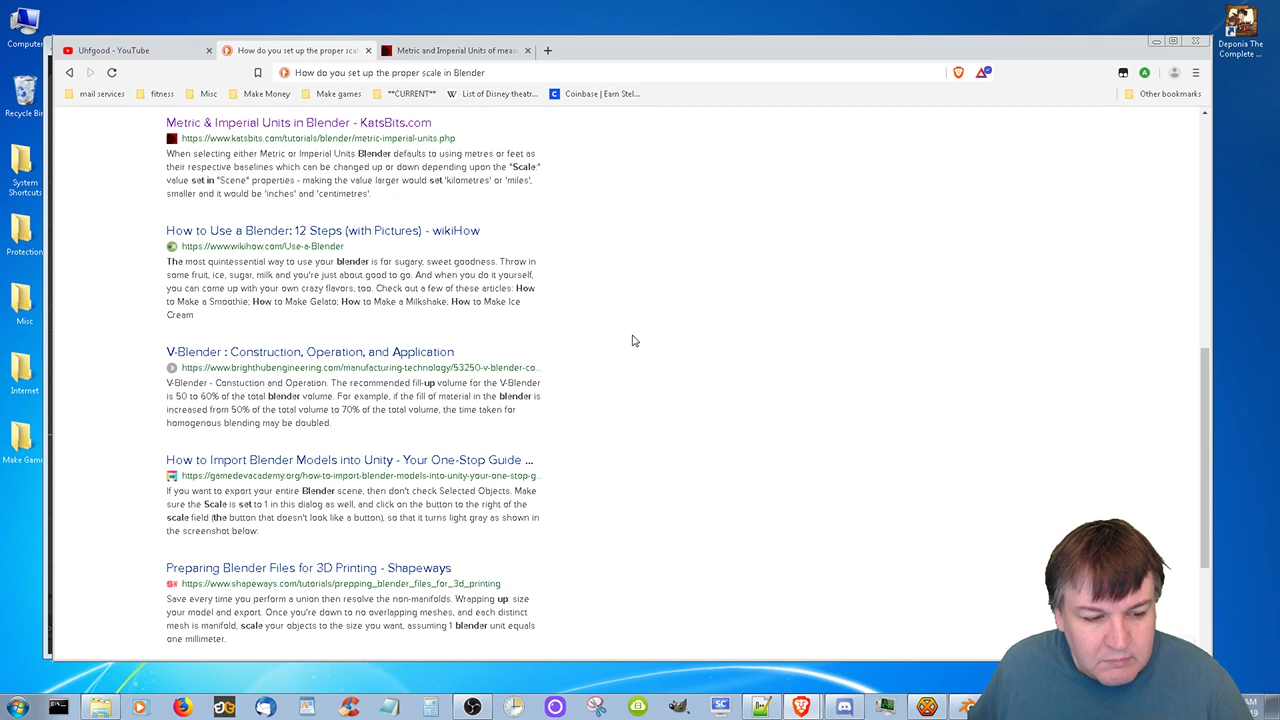 Uhfgood - YouTube
How do you set up the proper scal
Metric and Imperial Units of meas
How do you set up the proper scale in Blender
mail services
fitness
Misc
Make Money
Make games
**CURRENT**
List of Disney theatr...
Coinbase | Earn Stel...
Other bookmarks
Computer
Recycle Bin
System
Shortcuts
Protection
Misc
Internet
Make Gam
Deponia The
Complete ...
Metric & Imperial Units in Blender - KatsBits.com
https://www.katsbits.com/tutorials/blender/metric-imperial-units.php
When selecting either Metric or Imperial Units Blender defaults to using metres or feet as
their respective baselines which can be changed up or down depending upon the "Scale:"
value set in "Scene" properties - making the value larger would set 'kilometres' or 'miles',
smaller and it would be 'inches' and 'centimetres'.
How to Use a Blender: 12 Steps (with Pictures) - wikiHow
https://www.wikihow.com/Use-a-Blender
The most quintessential way to use your blender is for sugary, sweet goodness. Throw in
some fruit, ice, sugar, milk and you're just about good to go. And when you do it yourself,
you can come up with your own crazy flavors, too. Check out a few of these articles: How
to Make a Smoothie; How to Make Gelato; How to Make a Milkshake; How to Make Ice
Cream
V-Blender : Construction, Operation, and Application
https://www.brighthubengineering.com/manufacturing-technology/53250-v-blender-co...
V-Blender - Constuction and Operation. The recommended fill-up volume for the V-Blender
is 50 to 60% of the total blender volume. For example, if the fill of material in the blender is
increased from 50% of the total volume to 70% of the total volume, the time taken for
homogenous blending may be doubled.
How to Import Blender Models into Unity - Your One-Stop Guide ...
https://gamedevacademy.org/how-to-import-blender-models-into-unity-your-one-stop-g...
If you want to export your entire Blender scene, then don't check Selected Objects. Make
sure the Scale is set to 1 in this dialog as well, and click on the button to the right of the
scale field (the button that doesn't look like a button), so that it turns light gray as shown in
the screenshot below:
Preparing Blender Files for 3D Printing - Shapeways
https://www.shapeways.com/tutorials/prepping_blender_files_for_3d_printing
Save every time you perform a union then resolve the non-manifolds. Wrapping up: size
your model and export. Once you're down to no overlapping meshes, and each distinct
mesh is manifold, scale your objects to the size you want, assuming 1 blender unit equals
one millimeter.
SC
AM
19